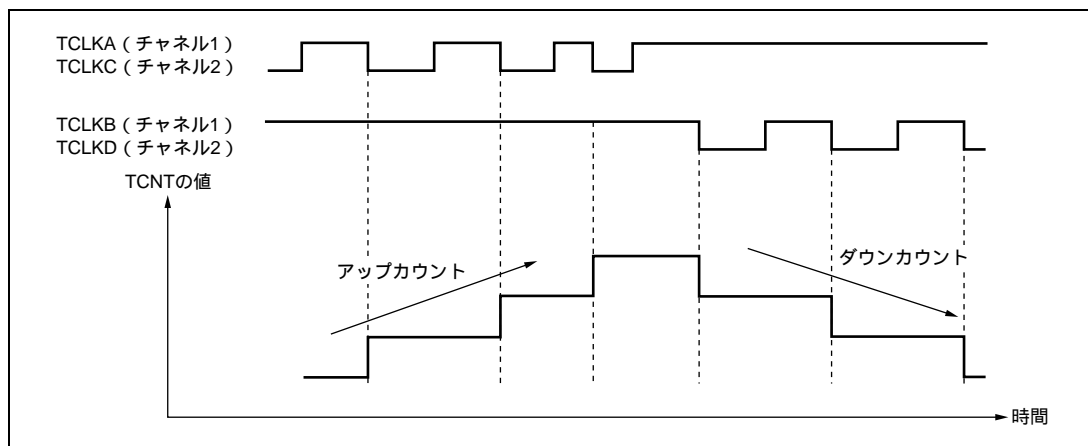 TCLKA（チャネル1）
TCLKC（チャネル2）
TCLKB（チャネル1）
TCLKD（チャネル2）
TCNTの値
アップカウント
ダウンカウント
時間